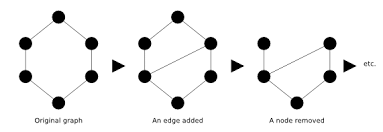 etc.
Original graph
An edge added
A node removed